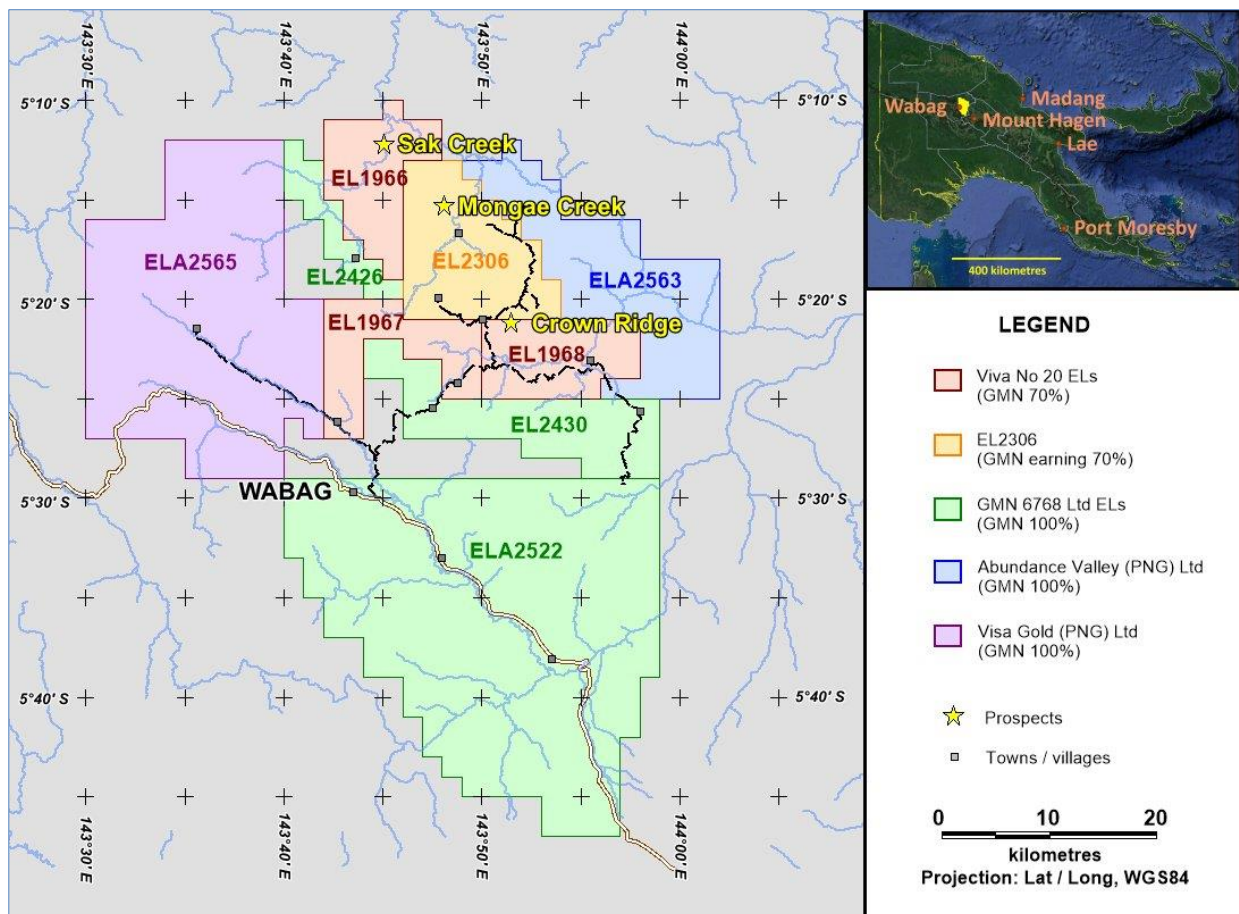 143°30' E
143°40' E
143°50' E
144°00' E
5°10' S
5°10' S
Sak Creek
EL1966
Mongae Creek
ELA2565
EL2426
EL2306
ELA2563
5°20' S
5°20' S
EL1967
Crown Ridge
EL1968
EL2430
5°30' S
WABAG
5°30' S
ELA2522
5°40' S
5°40' S
143°30' E
143°40' E
143°50' E
144°00' E
Wabag
Madang
Mount Hagen
Lae
Port Moresby
400 kilometres
LEGEND
Viva No 20 ELs
(GMN 70%)
EL2306
(GMN earning 70%)
GMN 6768 Ltd ELs
(GMN 100%)
Abundance Valley (PNG) Ltd
(GMN 100%)
Visa Gold (PNG) Ltd
(GMN 100%)
Prospects
Towns / villages
0 10 20
kilometres
Projection: Lat / Long, WGS84